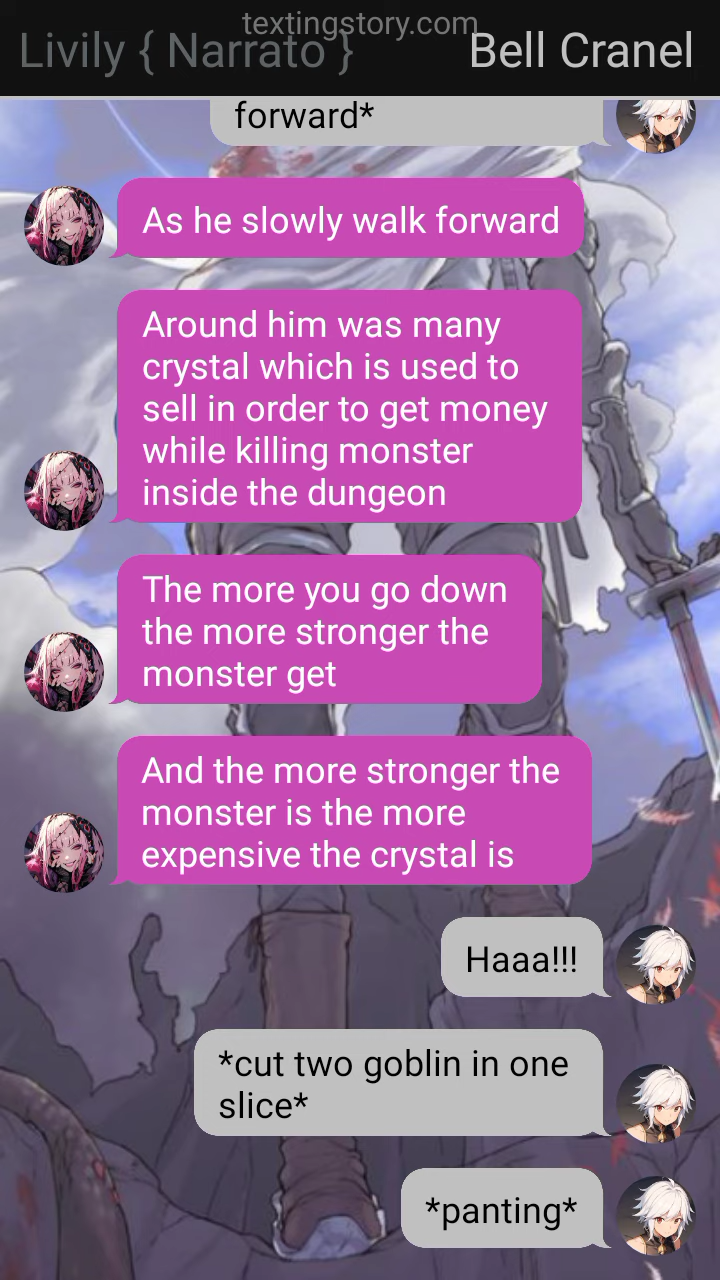 textingstory.com
Livily { Narrato } Bell Cranel
forward*
As he slowly walk forward
Around him was many
crystal which is used to
sell in order to get money
while killing monster
inside the dungeon
The more you go down
the more stronger the
monster get
And the more stronger the
monster is the more
expensive the crystal is
Haaa!!!
*cut two goblin in one
slice*
*panting*